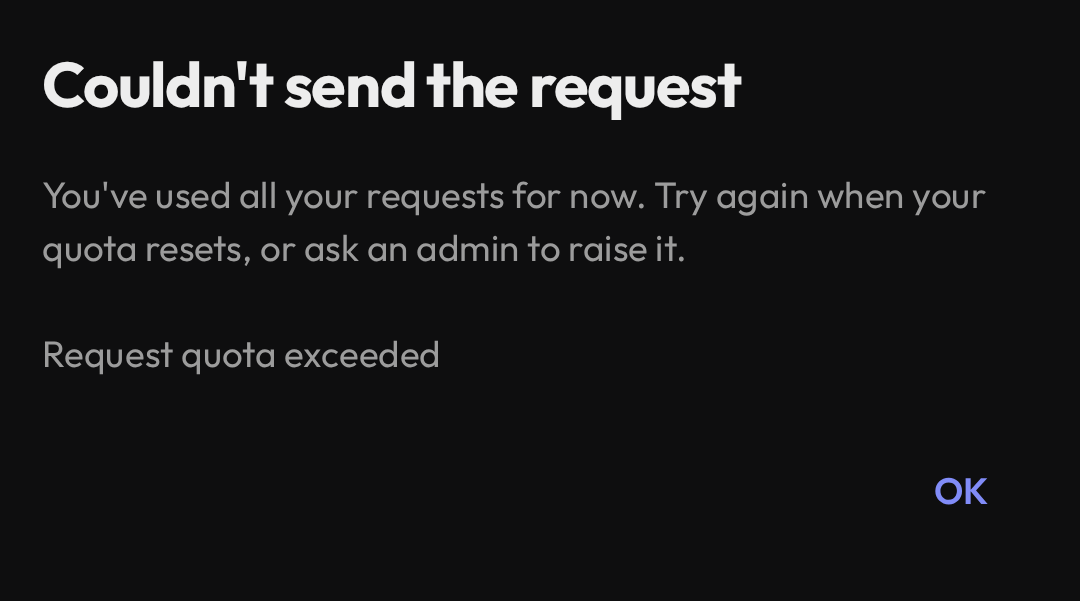 Couldn't send the request
You've used all your requests for now. Try again when your
quota resets, or ask an admin to raise it.
Request quota exceeded
OK